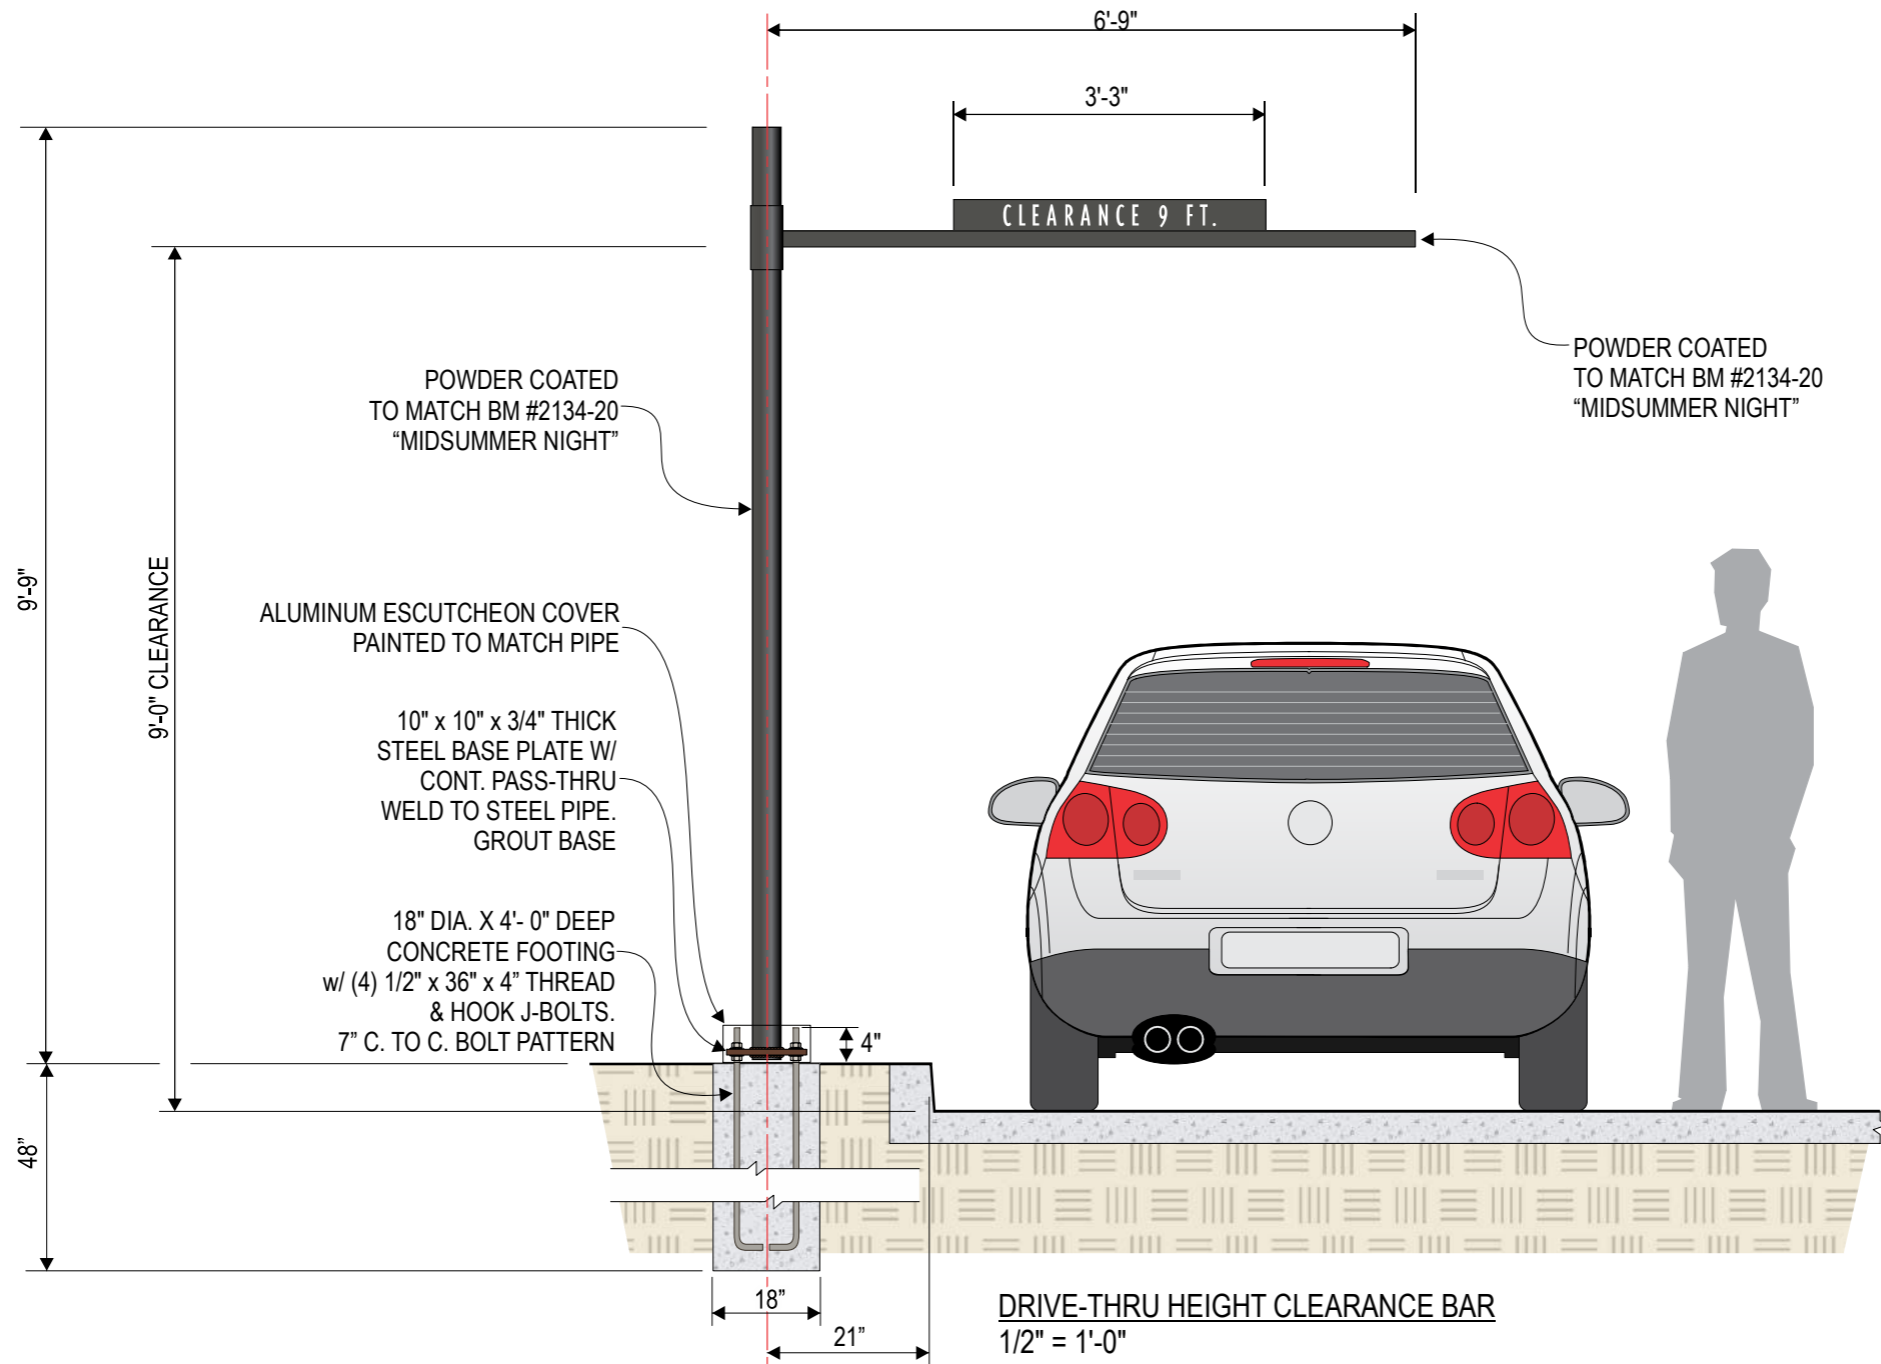 6'-9"
3'-3"
CLEARANCE 9 FT.
POWDER COATED
TO MATCH BM #2134-20
“MIDSUMMER NIGHT”
POWDER COATED
TO MATCH BM #2134-20
“MIDSUMMER NIGHT”
9'-9"
9'-0" CLEARANCE
ALUMINUM ESCUTCHEON COVER
PAINTED TO MATCH PIPE
10" x 10" x 3/4" THICK
STEEL BASE PLATE W/
CONT. PASS-THRU
WELD TO STEEL PIPE.
GROUT BASE
18" DIA. X 4'- 0" DEEP
CONCRETE FOOTING
w/ (4) 1/2" x 36" x 4” THREAD
& HOOK J-BOLTS.
7” C. TO C. BOLT PATTERN
4"
48”
18”
21”
DRIVE-THRU HEIGHT CLEARANCE BAR
1/2" = 1'-0"